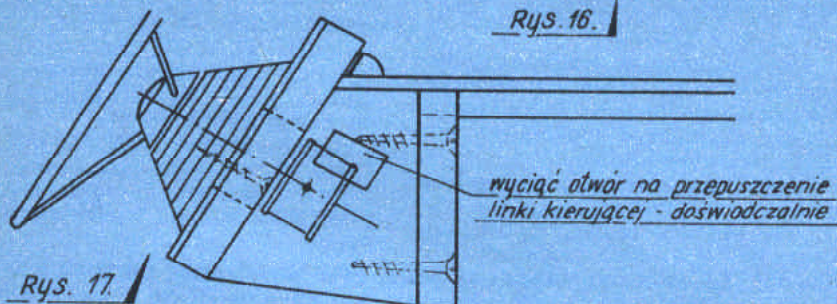 Rys. 16.
wyciąć otwór na przepuszczenie
linki kierującej - doświadczalnie
Rys. 17.